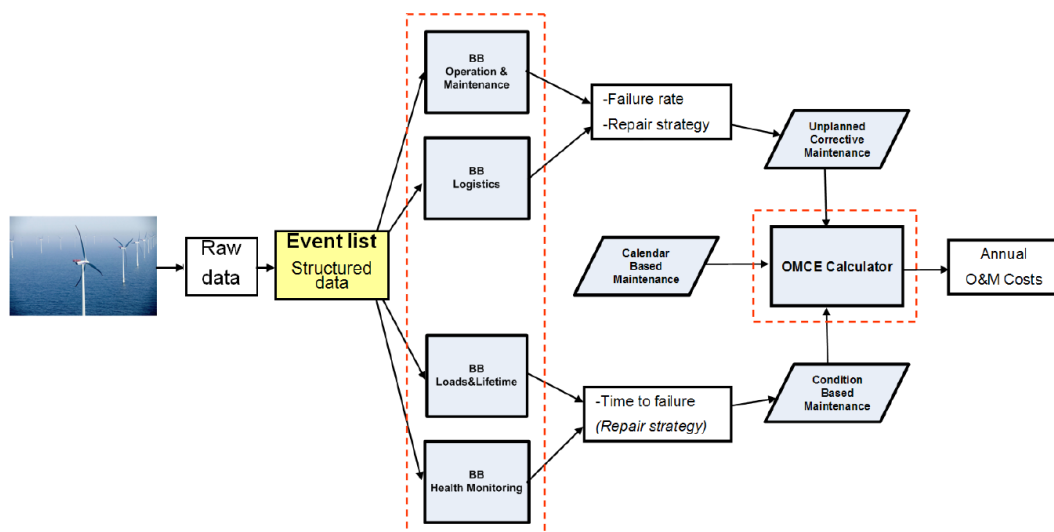 Raw
data
Event list
Structured
data
BB
Operation &
Maintenance
BB
Logistics
BB
Loads&Lifetime
BB
Health Monitoring
-Failure rate
-Repair strategy
-Time to failure
(Repair strategy)
Unplanned
Corrective
Maintenance
Calendar
Based
Maintenance
Condition
Based
Maintenance
OMCE Calculator
Annual
O&M Costs